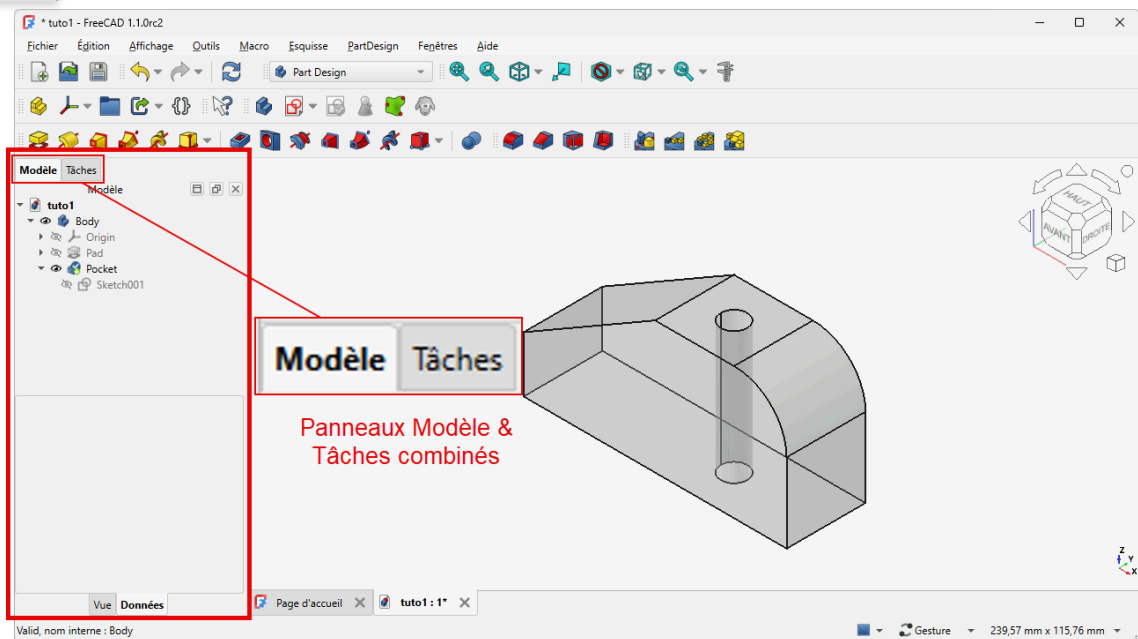 * tuto1 - FreeCAD 1.1.0rc2
Fichier Édition Affichage Outils Macro Esquisse PartDesign Fenêtres Aide
Part Design
Modèle Tâches
Modèle
tuto1
Body
Origin
Pad
Pocket
Sketch001
HAUT
AVANT
DROITE
Modèle Tâches
Panneaux Modèle &
Tâches combinés
Z
Y
X
Vue Données
Page d'accueil
tuto1 : 1*
Valid, nom interne : Body
Gesture
239,57 mm x 115,76 mm